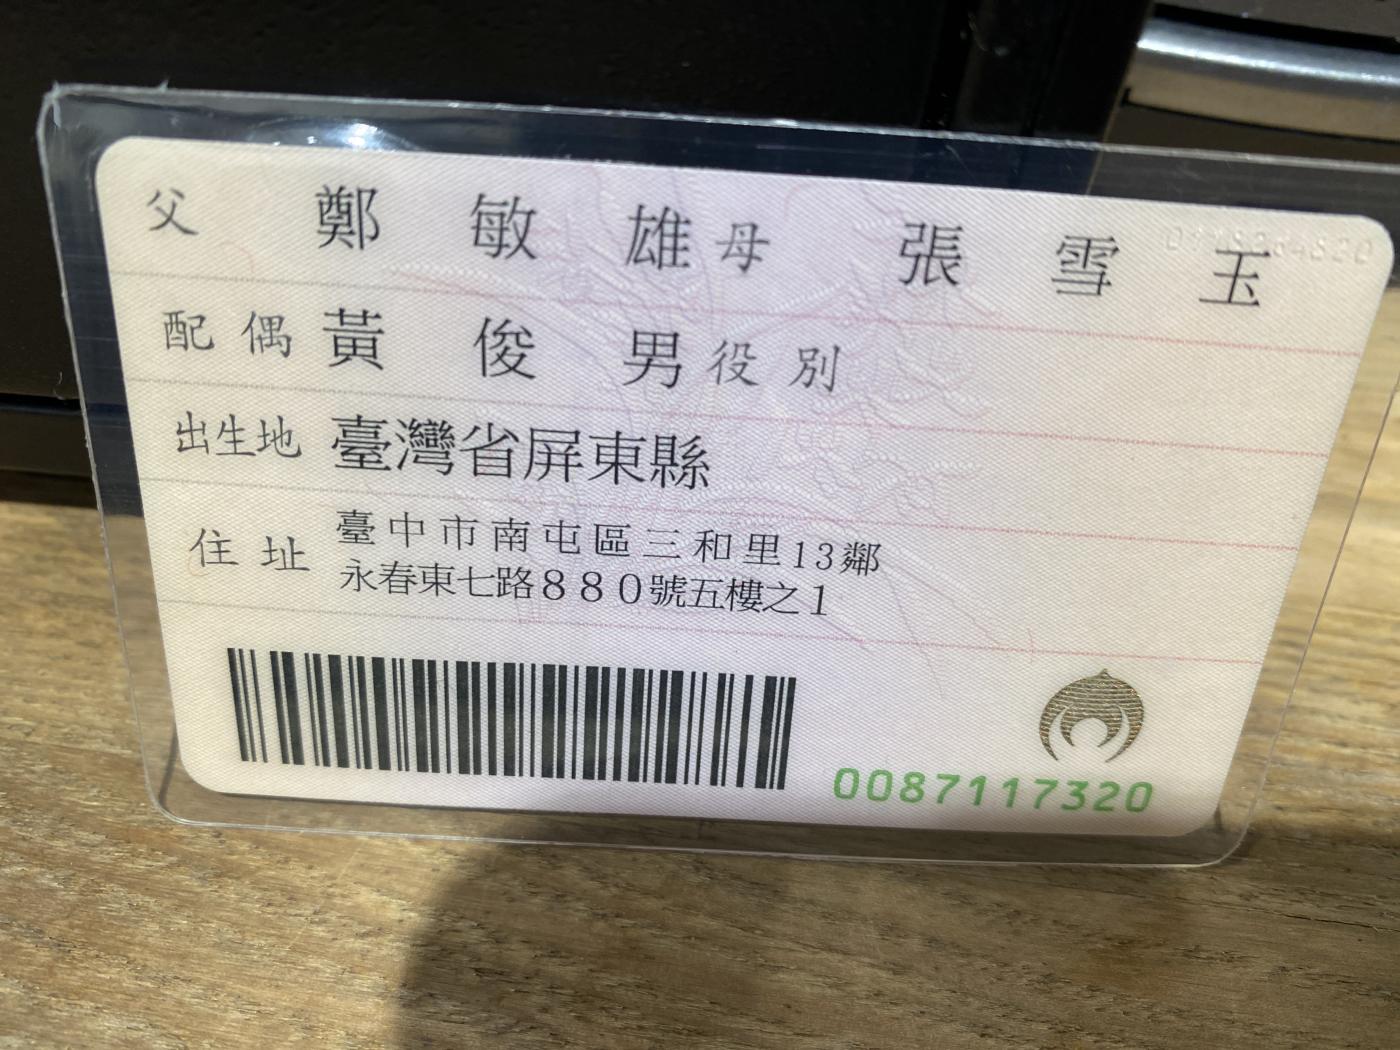 父 鄭敏雄 母 張雪玉
配偶 黃俊男 役別
出生地 臺灣省屏東縣
住址 臺中市南屯區三和里13鄰
永春東七路880號五樓之1
0087117320